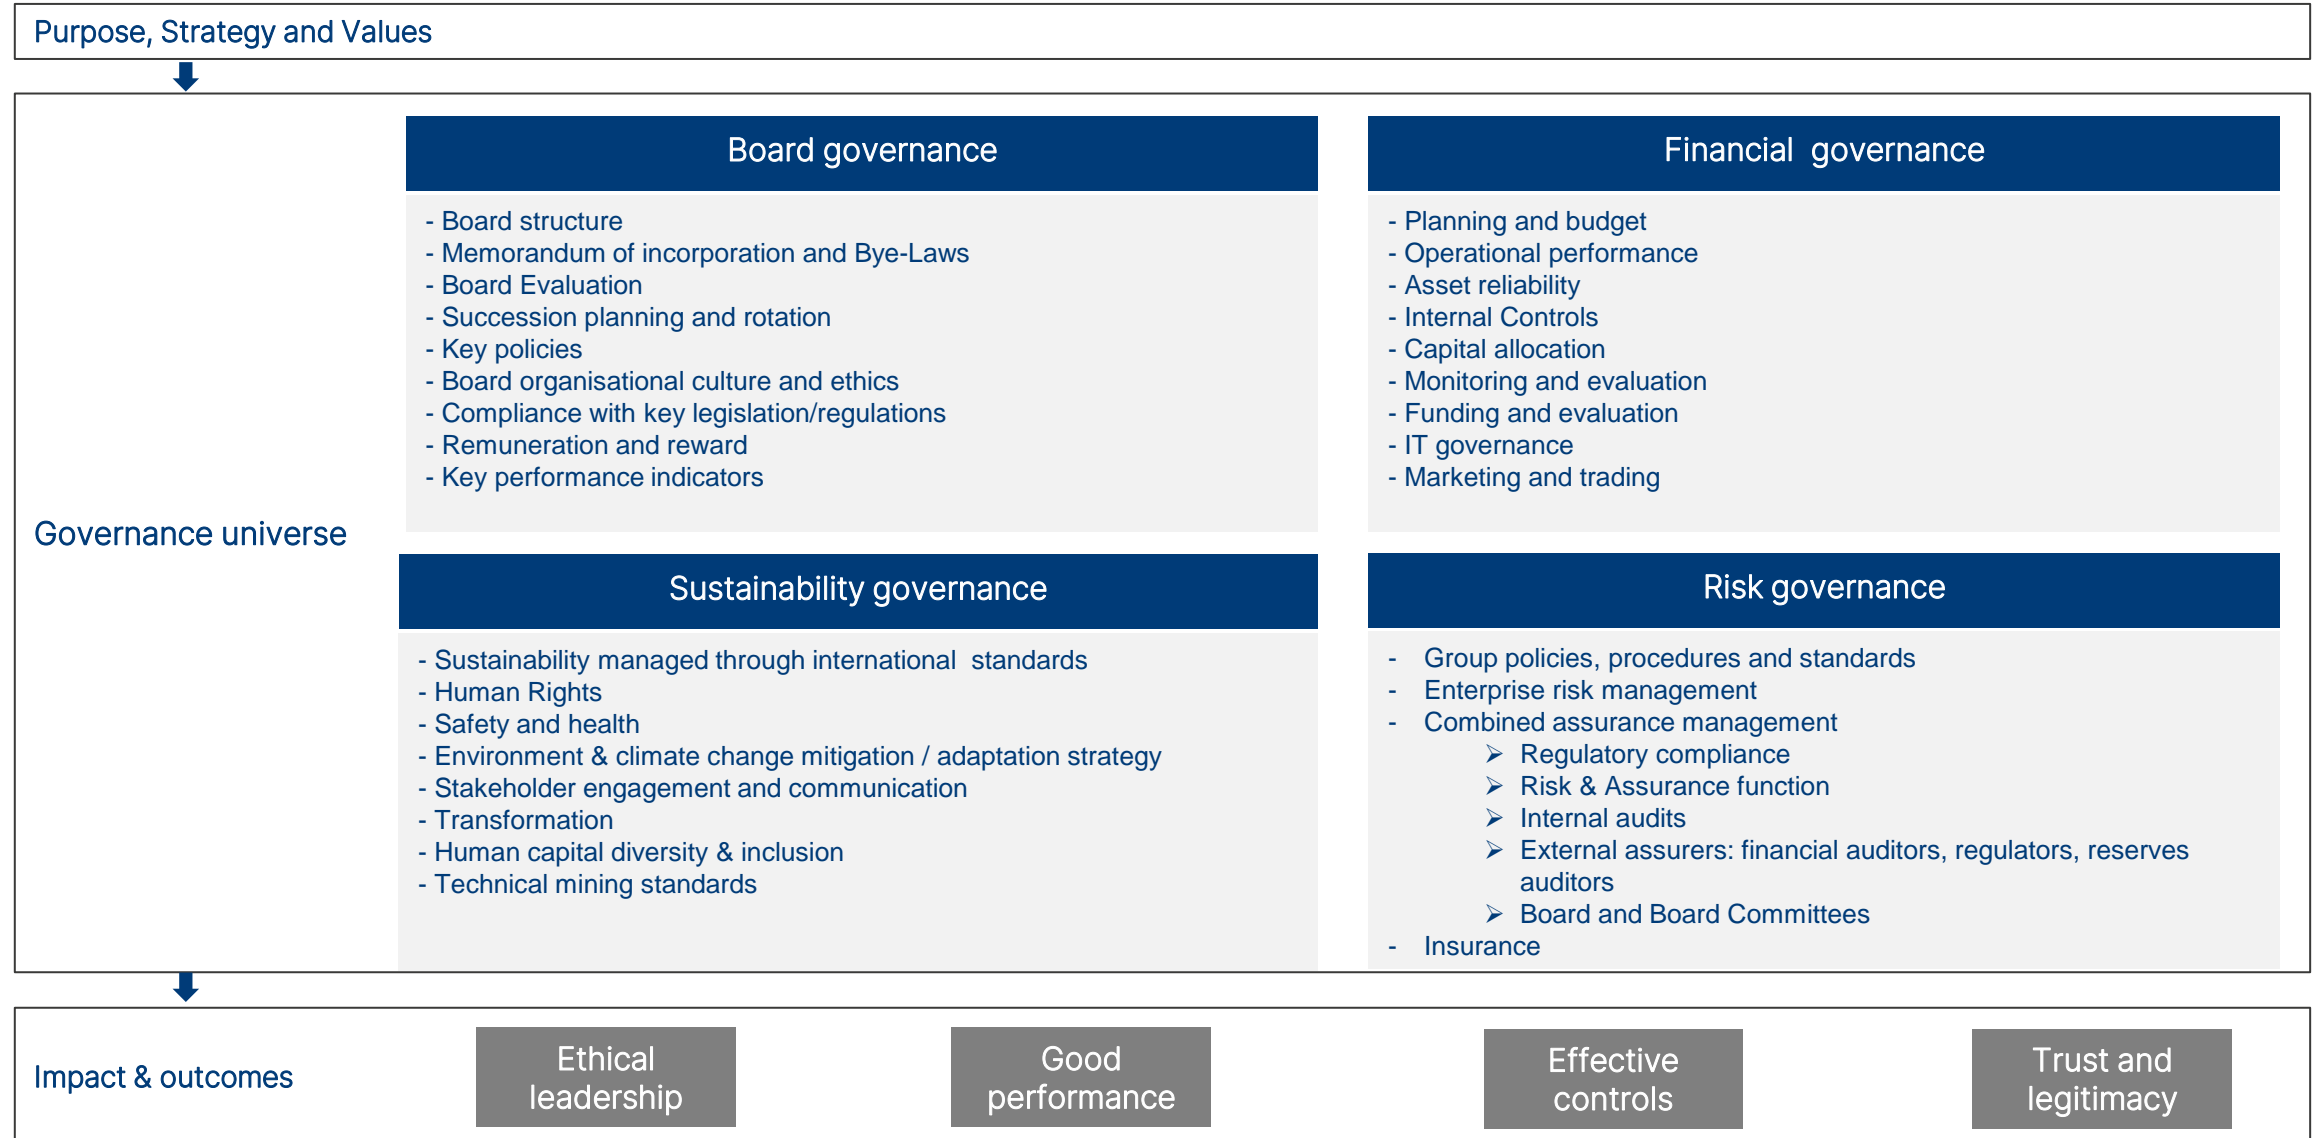 Purpose, Strategy and Values
Governance universe
Board governance
- Board structure
- Memorandum of incorporation and Bye-Laws
- Board Evaluation
- Succession planning and rotation
- Key policies
- Board organisational culture and ethics
- Compliance with key legislation/regulations
- Remuneration and reward
- Key performance indicators
Financial  governance
- Planning and budget
- Operational performance
- Asset reliability
- Internal Controls
- Capital allocation
- Monitoring and evaluation
- Funding and evaluation
- IT governance
- Marketing and trading
Sustainability governance
- Sustainability managed through international  standards
- Human Rights
- Safety and health
- Environment & climate change mitigation / adaptation strategy
- Stakeholder engagement and communication
- Transformation
- Human capital diversity & inclusion
- Technical mining standards
Risk governance
- Group policies, procedures and standards
- Enterprise risk management
- Combined assurance management
➢ Regulatory compliance
➢ Risk & Assurance function
➢ Internal audits
➢ External assurers: financial auditors, regulators, reserves
auditors
➢ Board and Board Committees
- Insurance
Impact & outcomes
Ethical
leadership
Good
performance
Effective
controls
Trust and
legitimacy